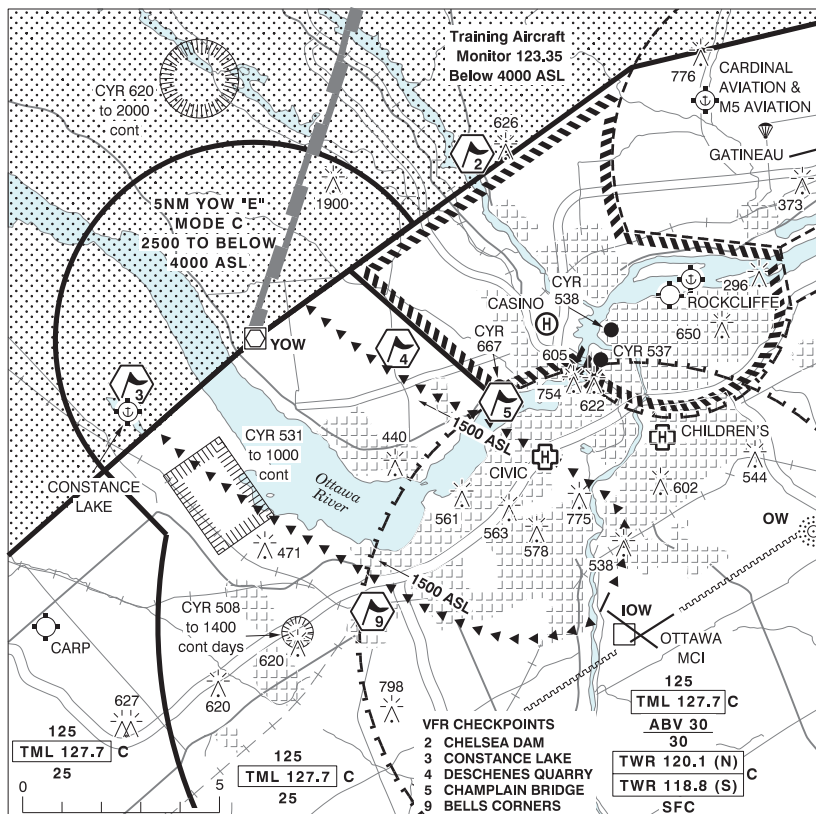 Training Aircraft
Monitor 123.35
Below 4000 ASL
776
CARDINAL
AVIATION &
M5 AVIATION
CYR 620
to 2000
cont
626
2
GATINEAU
1900
373
5NM YOW "E"
MODE C
2500 TO BELOW
4000 ASL
CYR
538
296
CASINO
H
ROCKCLIFFE
YOW
CYR
667
650
4
605
CYR 537
3
754
622
5
1500 ASL
CYR 531
to 1000
cont
440
CHILDREN'S
H
H
CIVIC
544
CONSTANCE
LAKE
Ottawa
River
602
561
563
775
OW
578
471
538
1500 ASL
CYR 508
to 1400
cont days
9
IOW
CARP
OTTAWA
MCI
620
620
798
627
125
TML 127.7 C
25
125
TML 127.7 C
25
VFR CHECKPOINTS
2 CHELSEA DAM
3 CONSTANCE LAKE
4 DESCHENES QUARRY
5 CHAMPLAIN BRIDGE
9 BELLS CORNERS
125
TML 127.7 C
ABV 30
30
TWR 120.1 (N)
C
TWR 118.8 (S)
SFC
0 5